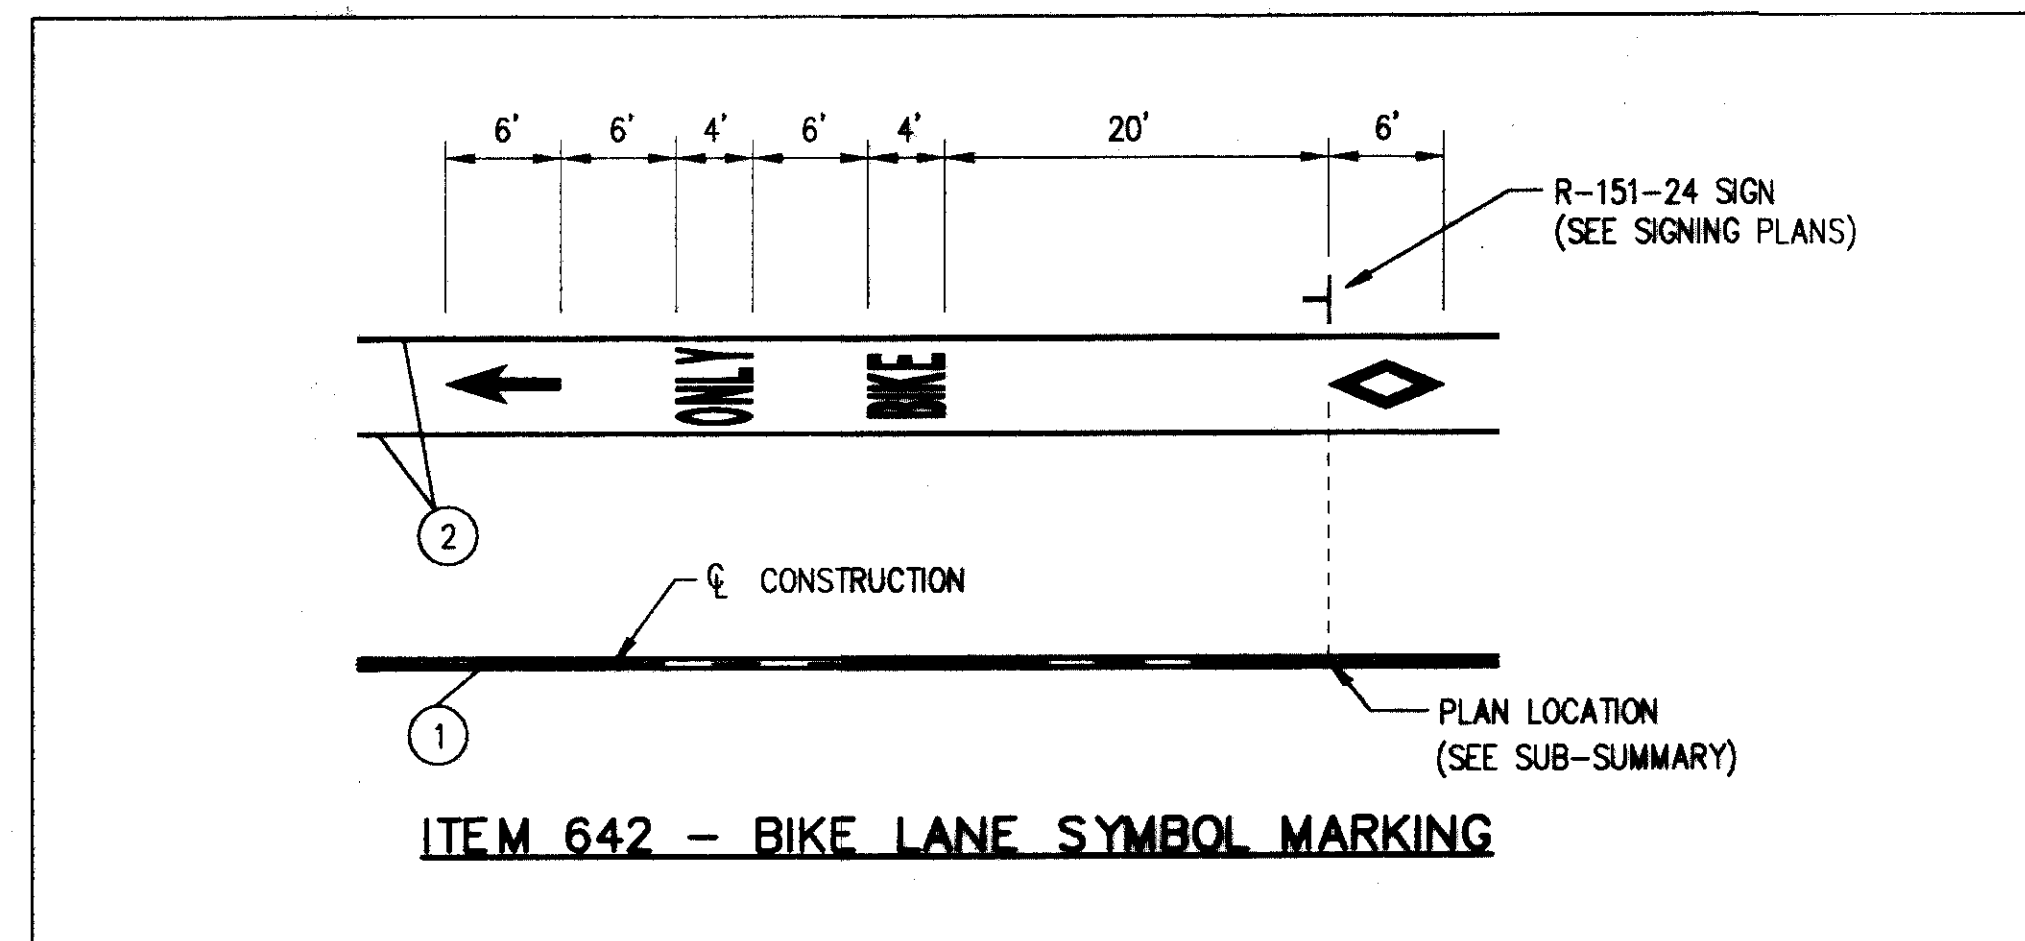 6' 6' 4' 6' 4' 20' 6'
R-151-24 SIGN
(SEE SIGNING PLANS)
ONLY BIKE
2
℄ CONSTRUCTION
1
PLAN LOCATION
(SEE SUB-SUMMARY)
ITEM 642 - BIKE LANE SYMBOL MARKING